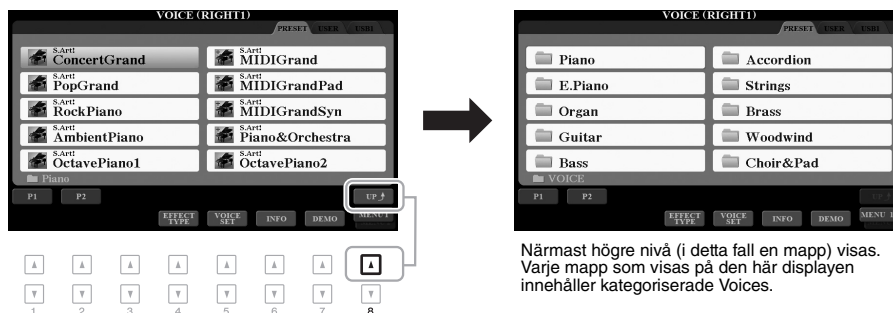 VOICE (RIGHT1)
PRESET USER USB1
S.Art! ConcertGrand S.Art! MIDIGrand
S.Art! PopGrand S.Art! MIDIGrandPad
S.Art! RockPiano S.Art! MIDIGrandSyn
S.Art! AmbientPiano S.Art! Piano&Orchestra
S.Art! OctavePiano1 S.Art! OctavePiano2
Piano
P1 P2 UP
EFFECT TYPE VOICE SET INFO DEMO MENU 1
1 2 3 4 5 6 7 8
VOICE (RIGHT1)
PRESET USER USB1
Piano Accordion
E.Piano Strings
Organ Brass
Guitar Woodwind
Bass Choir&Pad
VOICE
P1 P2 UP
EFFECT TYPE VOICE SET INFO DEMO MENU
Närmast högre nivå (i detta fall en mapp) visas.
Varje mapp som visas på den här displayen
innehåller kategoriserade Voices.